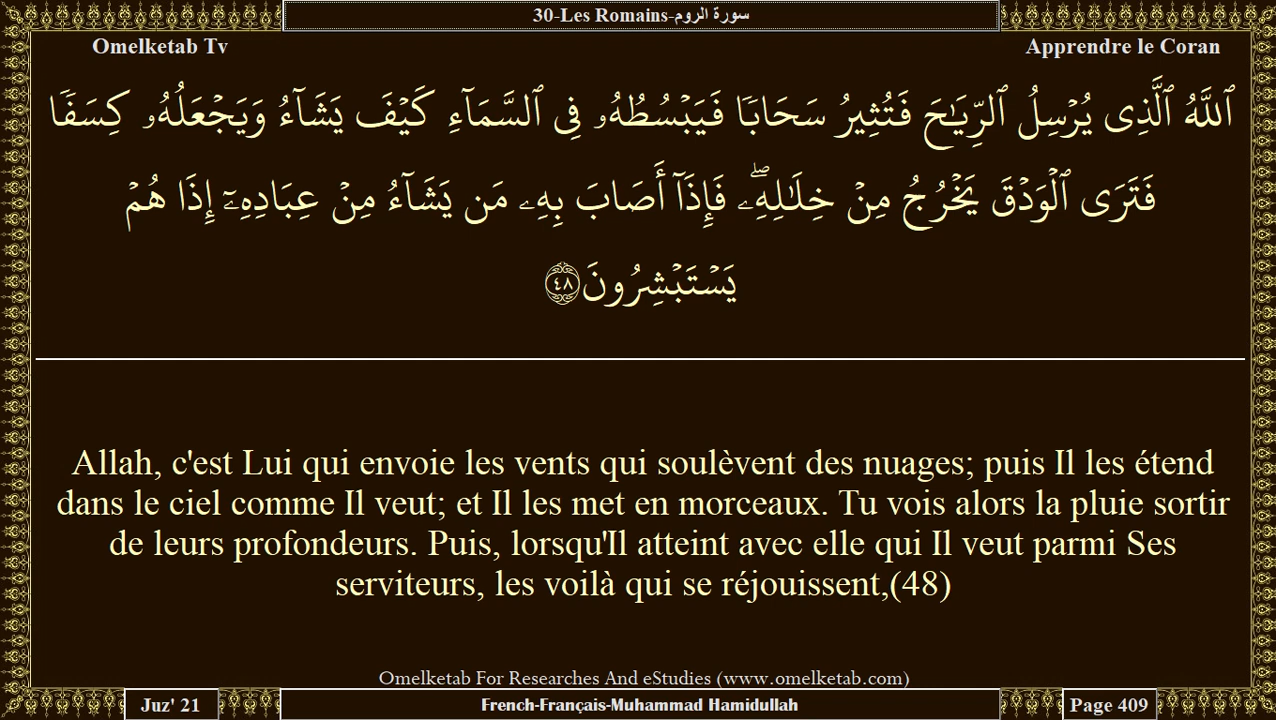 30-Les Romains-سورة الروم
Omelketab Tv
Apprendre le Coran
ٱللَّهُ ٱلَّذِى يُرْسِلُ ٱلرِّيَـٰحَ فَتُثِيرُ سَحَابًا فَيَبْسُطُهُۥ فِى ٱلسَّمَآءِ كَيْفَ يَشَآءُ وَيَجْعَلُهُۥ كِسَفًا
فَتَرَى ٱلْوَدْقَ يَخْرُجُ مِنْ خِلَـٰلِهِۦ ۖ فَإِذَآ أَصَابَ بِهِۦ مَن يَشَآءُ مِنْ عِبَادِهِۦٓ إِذَا هُمْ
يَسْتَبْشِرُونَ ٤٨
Allah, c'est Lui qui envoie les vents qui soulèvent des nuages; puis Il les étend
dans le ciel comme Il veut; et Il les met en morceaux. Tu vois alors la pluie sortir
de leurs profondeurs. Puis, lorsqu'Il atteint avec elle qui Il veut parmi Ses
serviteurs, les voilà qui se réjouissent,(48)
Omelketab For Researches And eStudies (www.omelketab.com)
Juz' 21
French-Français-Muhammad Hamidullah
Page 409